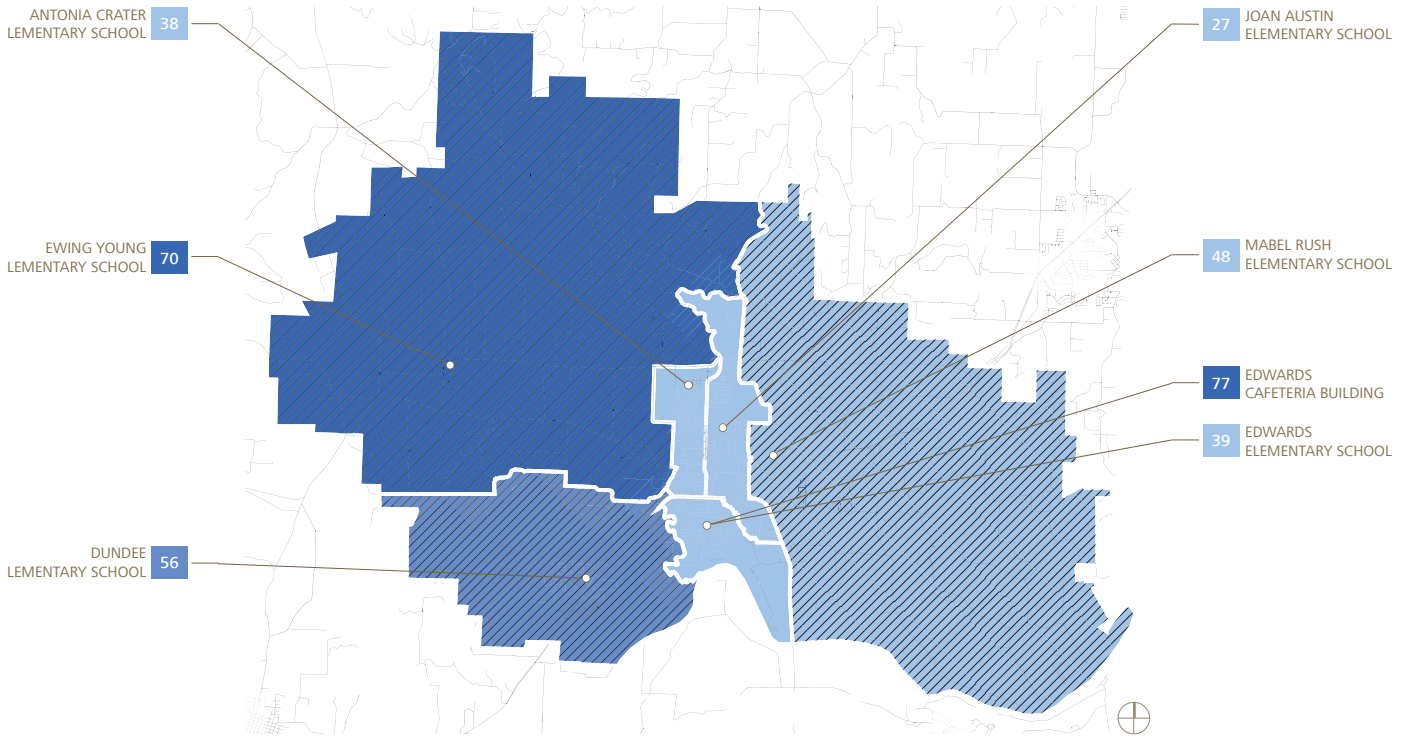 ANTONIA CRATER
LEMENTARY SCHOOL
38
EWING YOUNG
LEMENTARY SCHOOL
70
DUNDEE
LEMENTARY SCHOOL
56
27
JOAN AUSTIN
ELEMENTARY SCHOOL
48
MABEL RUSH
ELEMENTARY SCHOOL
77
EDWARDS
CAFETERIA BUILDING
39
EDWARDS
ELEMENTARY SCHOOL